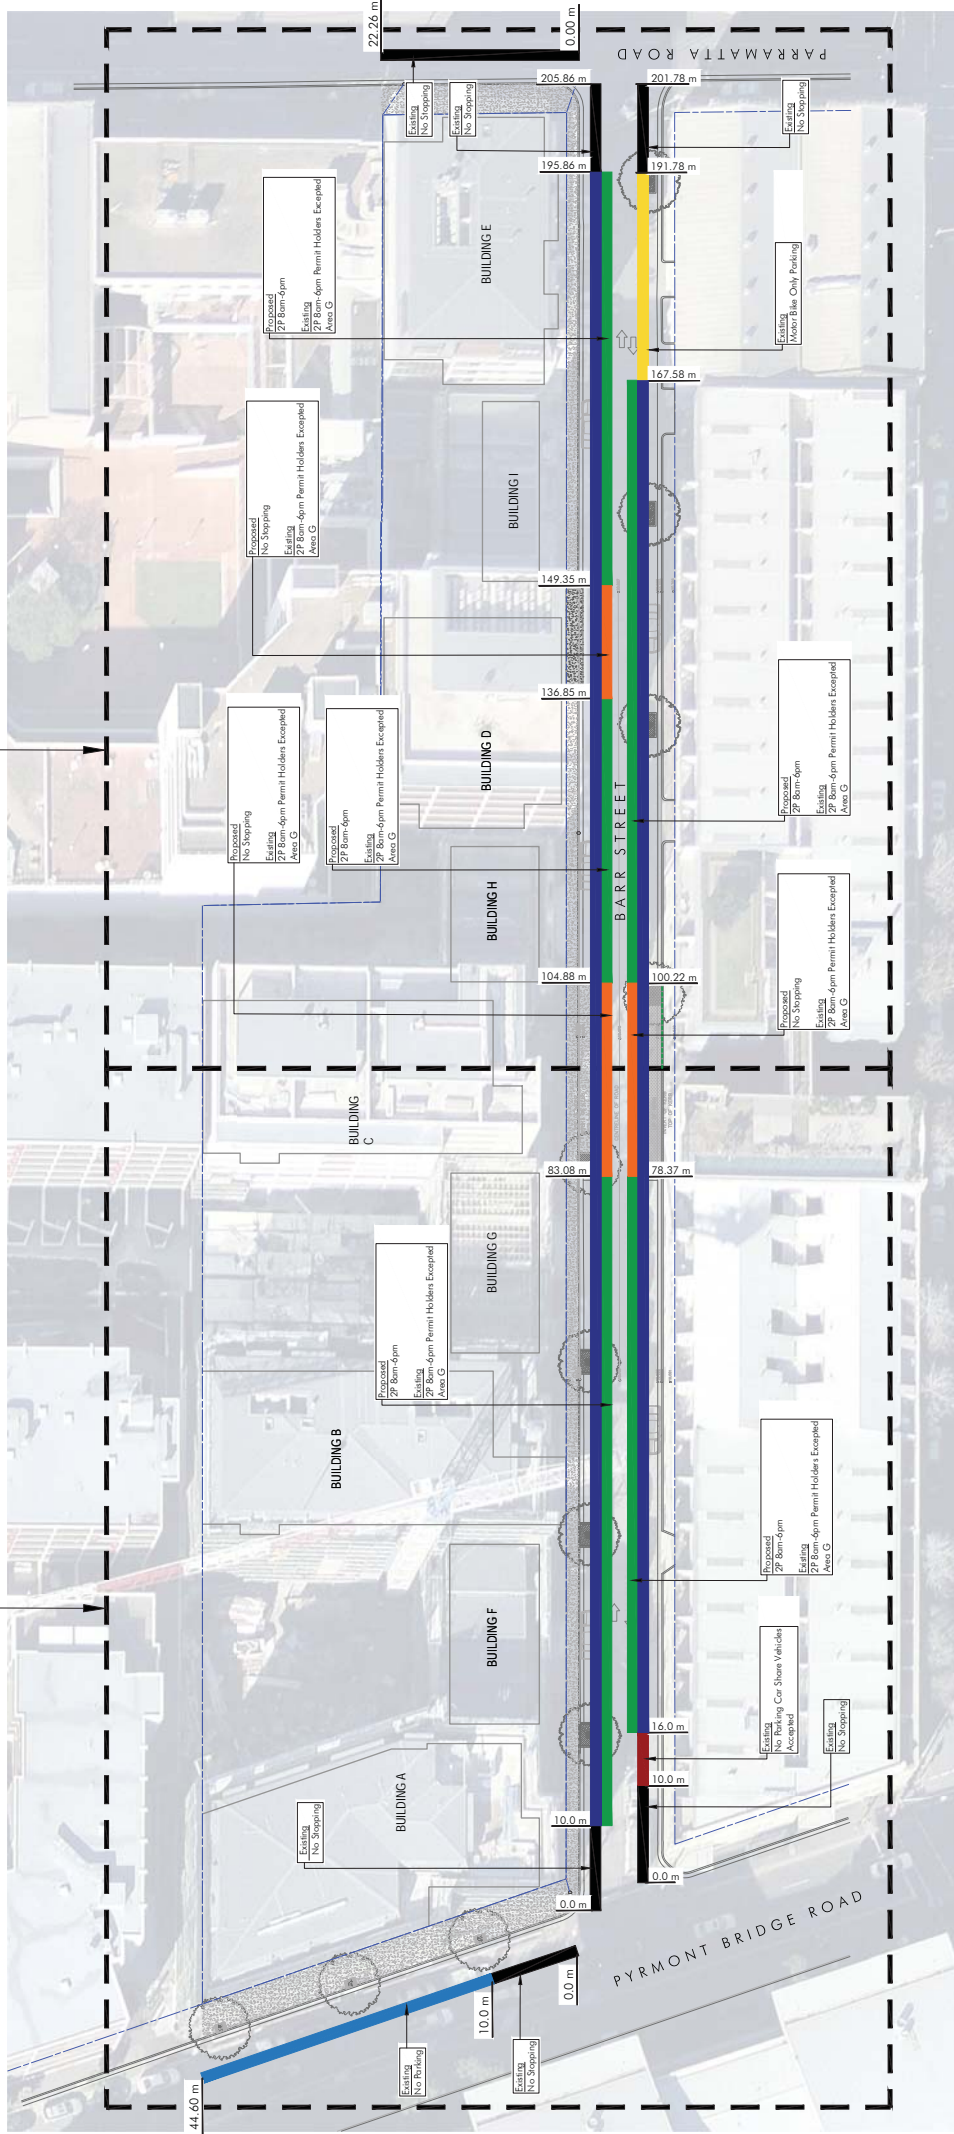 22.26 m
0.00 m
PARRAMATTA ROAD
Existing
No Stopping
Existing
No Stopping
205.86 m
201.78 m
Existing
No Stopping
195.86 m
191.78 m
Proposed
2P 8am-6pm
Existing
2P 8am-6pm Permit Holders Excepted
Area G
BUILDING E
Existing
Motor Bike Only Parking
167.58 m
Proposed
No Stopping
Existing
2P 8am-6pm Permit Holders Excepted
Area G
BUILDING I
149.35 m
136.85 m
Proposed
No Stopping
Existing
2P 8am-6pm Permit Holders Excepted
Area G
Proposed
2P 8am-6pm
Existing
2P 8am-6pm Permit Holders Excepted
Area G
BUILDING D
BARR STREET
Proposed
2P 8am-6pm
Existing
2P 8am-6pm Permit Holders Excepted
Area G
BUILDING H
104.88 m
100.22 m
Proposed
No Stopping
Existing
2P 8am-6pm Permit Holders Excepted
Area G
BUILDING
C
83.08 m
78.37 m
BUILDING G
Proposed
2P 8am-6pm
Existing
2P 8am-6pm Permit Holders Excepted
Area G
BUILDING B
Proposed
2P 8am-6pm
Existing
2P 8am-6pm Permit Holders Excepted
Area G
BUILDING F
Existing
No Parking Car Share Vehicles
Accepted
16.0 m
10.0 m
Existing
No Stopping
BUILDING A
Existing
No Stopping
10.0 m
0.0 m
0.0 m
PYRMONT BRIDGE ROAD
0.0 m
10.0 m
Existing
No Stopping
Existing
No Parking
44.60 m